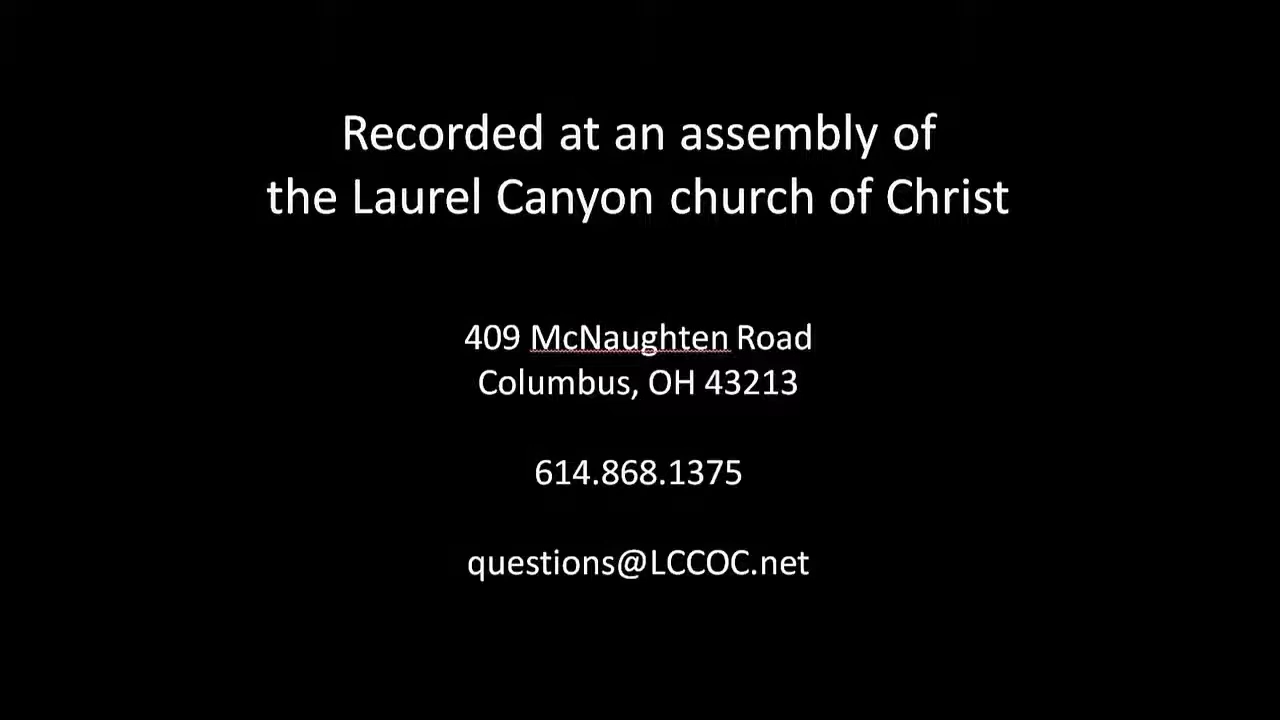 Recorded at an assembly of
the Laurel Canyon church of Christ
409 McNaughten Road
Columbus, OH 43213
614.868.1375
questions@LCCOC.net